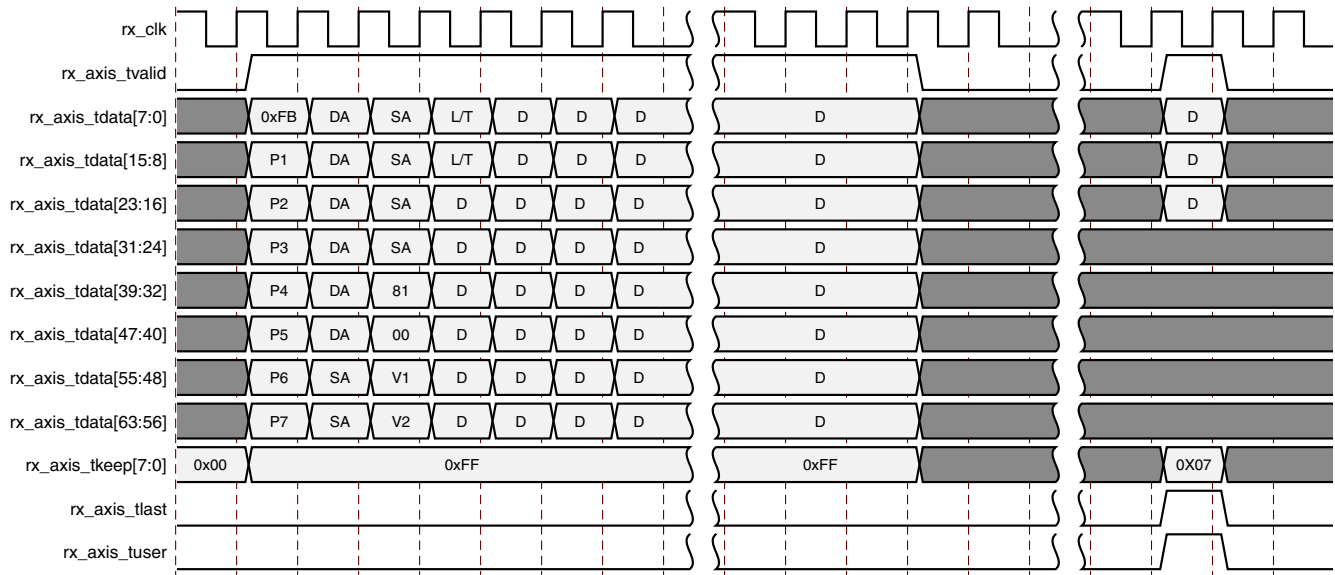 rx_clk
rx_axis_tvalid
rx_axis_tdata[7:0] 0xFB DA SA L/T D D D D D
rx_axis_tdata[15:8] P1 DA SA L/T D D D D D
rx_axis_tdata[23:16] P2 DA SA D D D D D D
rx_axis_tdata[31:24] P3 DA SA D D D D D
rx_axis_tdata[39:32] P4 DA 81 D D D D D
rx_axis_tdata[47:40] P5 DA 00 D D D D D
rx_axis_tdata[55:48] P6 SA V1 D D D D D
rx_axis_tdata[63:56] P7 SA V2 D D D D D
rx_axis_tkeep[7:0] 0x00 0xFF 0xFF 0X07
rx_axis_tlast
rx_axis_tuser